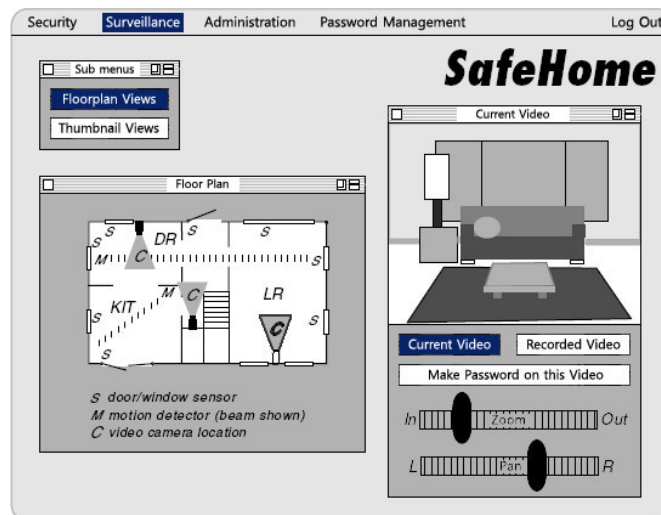 Security Surveillance Administration Password Management Log Out
SafeHome
Sub menus
Floorplan Views
Thumbnail Views
Floor Plan
S S S
S DR
M C S
M C LR
KIT
S S C S
S
S door/window sensor
M motion detector (beam shown)
C video camera location
Current Video
Current Video Recorded Video
Make Password on this Video
In Zoom Out
L Pan R